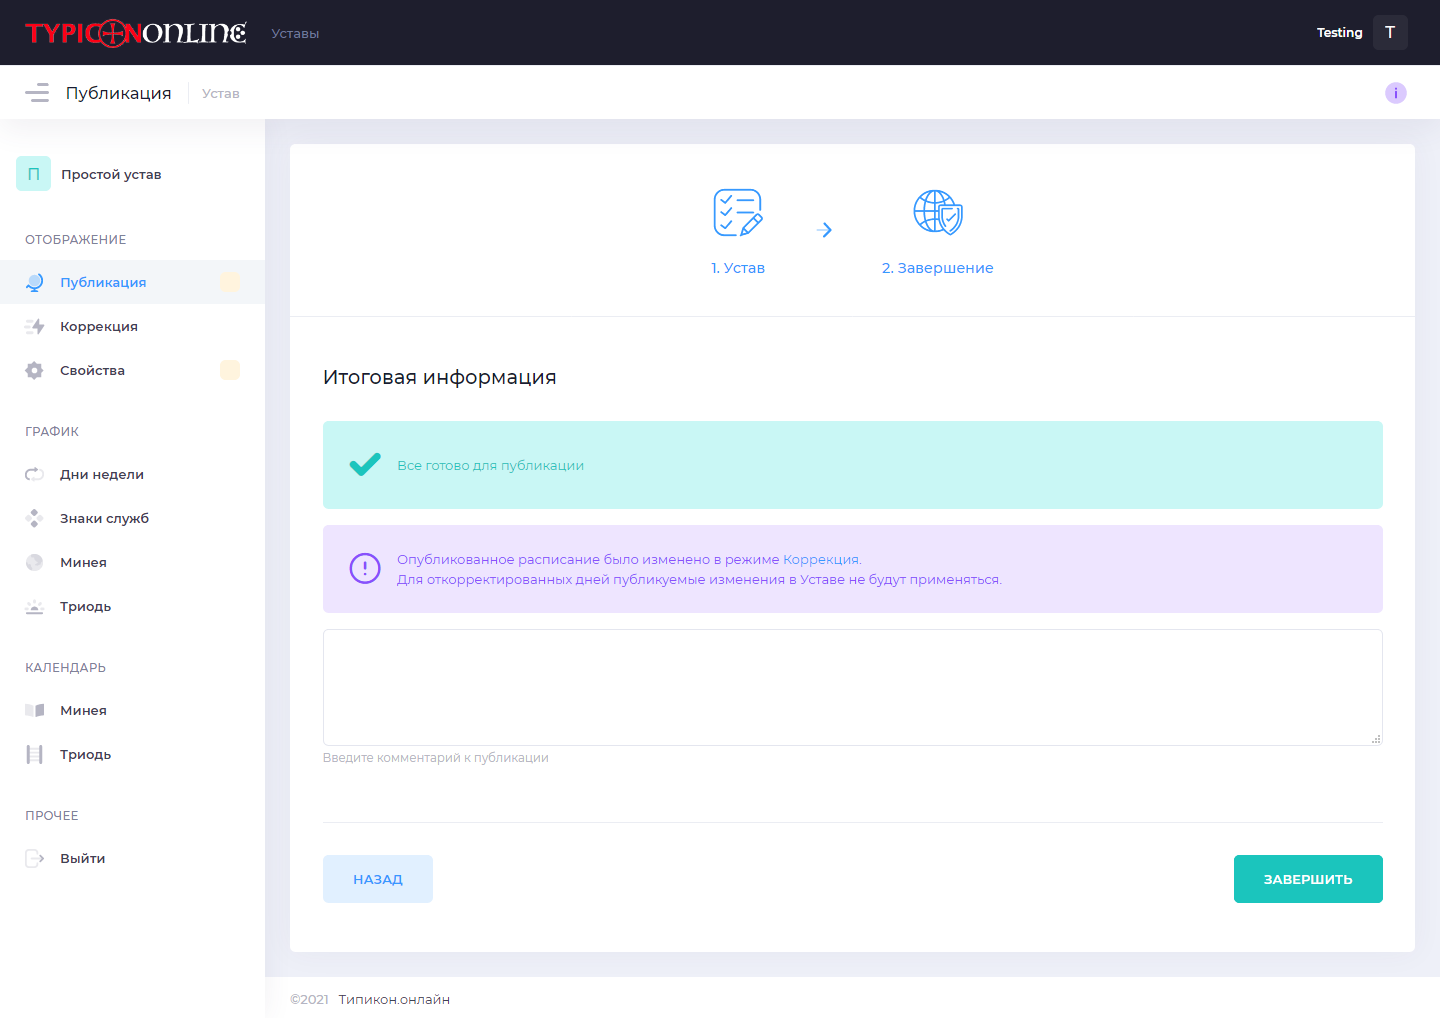 TYPICONONLINE
Уставы
Testing
T
Публикация
Устав
i
П
Простой устав
ОТОБРАЖЕНИЕ
Публикация
Коррекция
Свойства
ГРАФИК
Дни недели
Знаки служб
Минея
Триодь
КАЛЕНДАРЬ
Минея
Триодь
ПРОЧЕЕ
Выйти
1. Устав
2. Завершение
Итоговая информация
Все готово для публикации
Опубликованное расписание было изменено в режиме Коррекция.
Для откорректированных дней публикуемые изменения в Уставе не будут применяться.
Введите комментарий к публикации
НАЗАД
ЗАВЕРШИТЬ
©2021 Типикон.онлайн